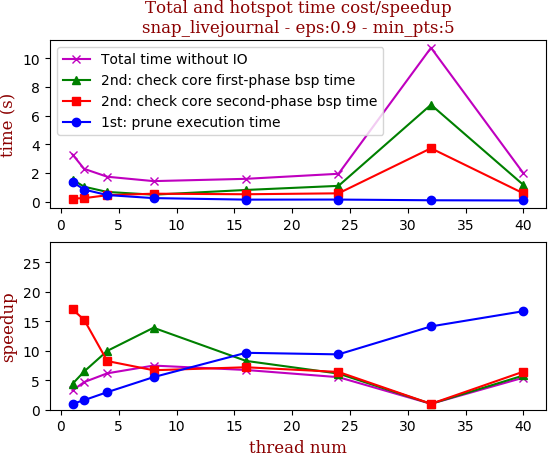 Total and hotspot time cost/speedup
snap_livejournal - eps:0.9 - min_pts:5
time (s)
10
8
6
4
2
0
Total time without IO
2nd: check core first-phase bsp time
2nd: check core second-phase bsp time
1st: prune execution time
0 5 10 15 20 25 30 35 40
speedup
25
20
15
10
5
0
0 5 10 15 20 25 30 35 40
thread num